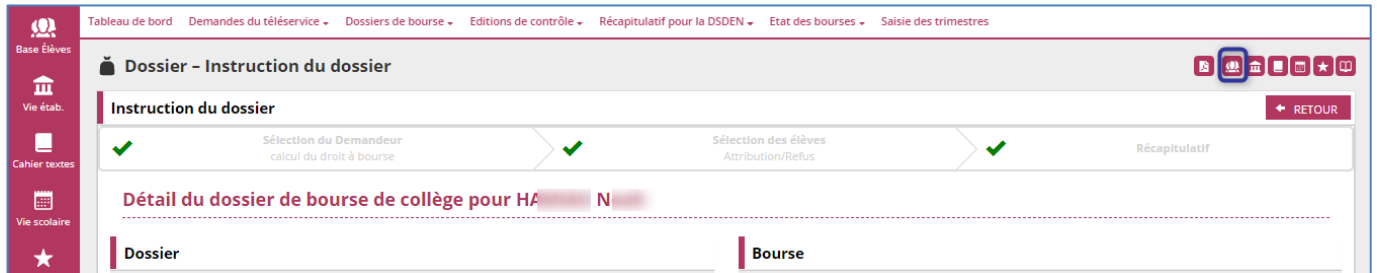 Tableau de bord Demandes du téléservice Dossiers de bourse Editions de contrôle Récapitulatif pour la DSDEN Etat des bourses Saisie des trimestres
Base Élèves
Vie étab.
Cahier textes
Vie scolaire
Dossier – Instruction du dossier
Instruction du dossier
RETOUR
Sélection du Demandeur
calcul du droit à bourse
Sélection des élèves
Attribution/Refus
Récapitulatif
Détail du dossier de bourse de collège pour
Dossier
Bourse